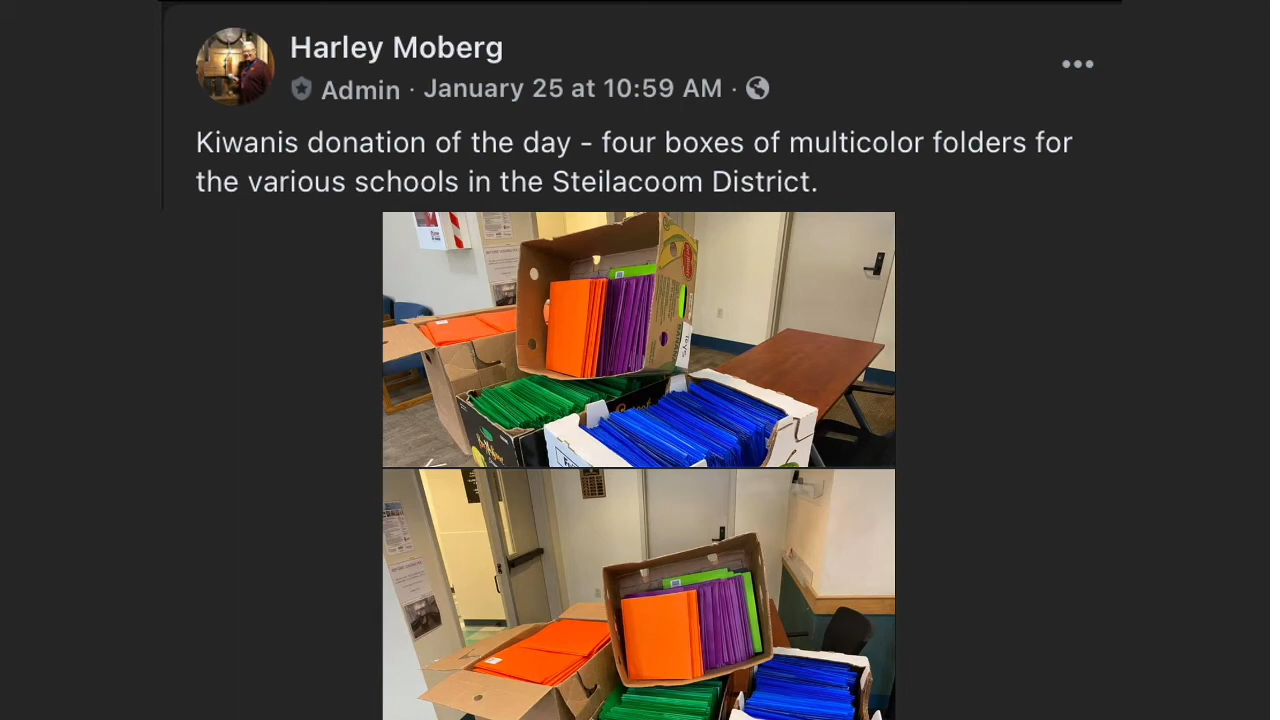 Harley Moberg
Admin · January 25 at 10:59 AM ·
Kiwanis donation of the day - four boxes of multicolor folders for
the various schools in the Steilacoom District.
TOYS